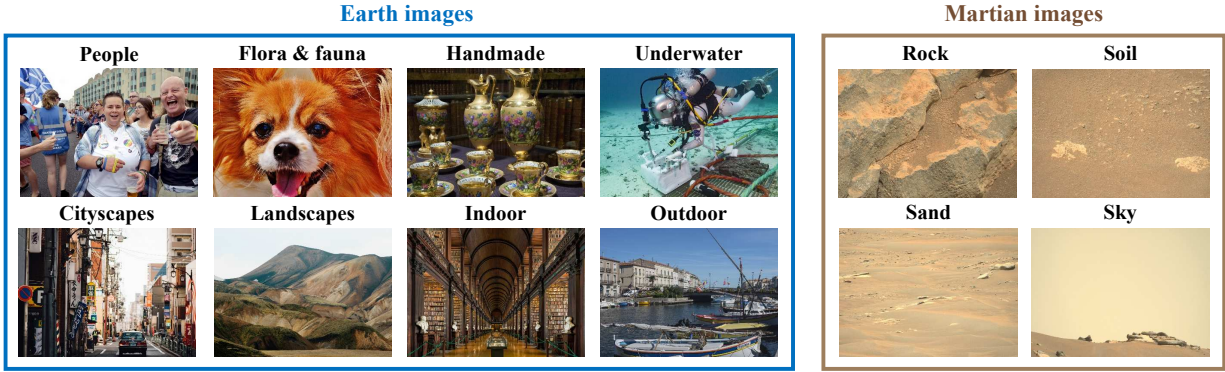 Earth images
Martian images
People
Flora & fauna
Handmade
Underwater
Rock
Soil
Cityscapes
Landscapes
Indoor
Outdoor
Sand
Sky